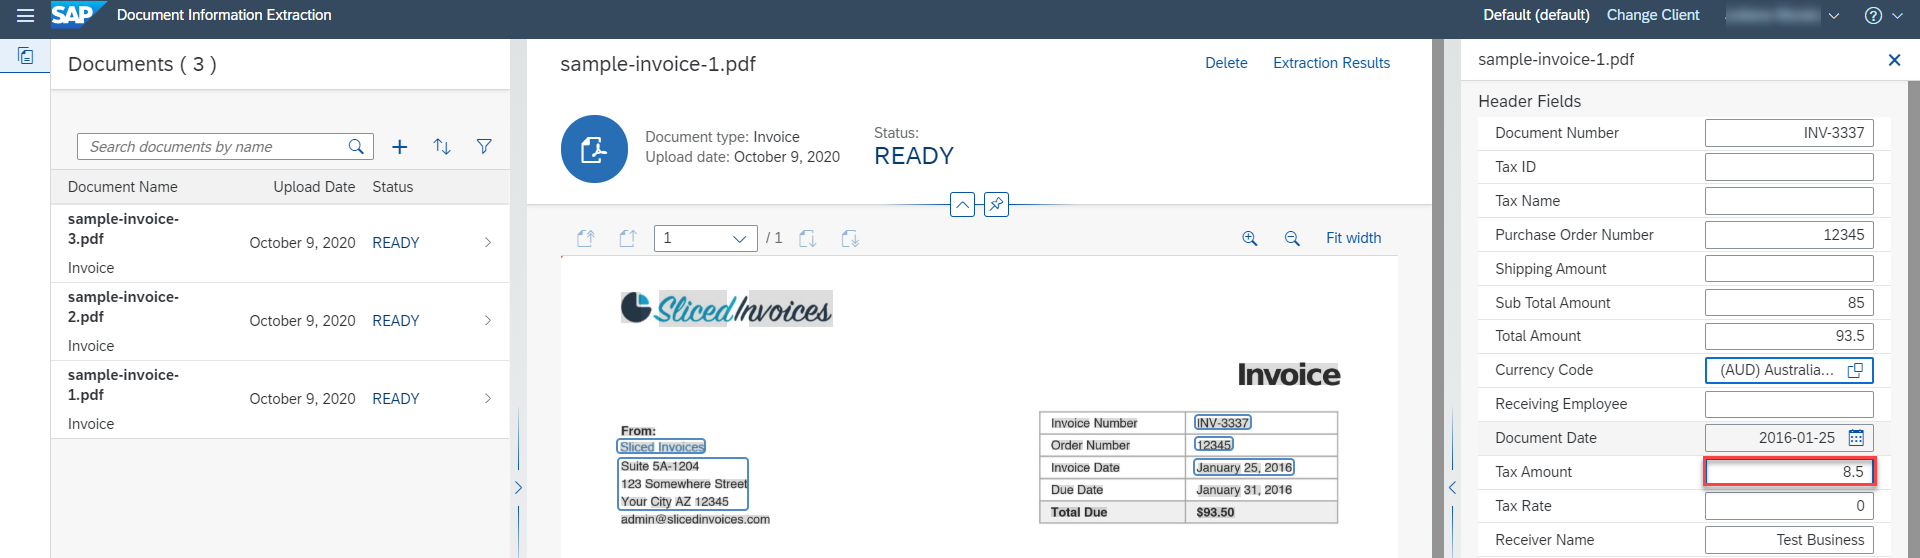 SAP Document Information Extraction
Default (default) Change Client
Documents ( 3 )
Search documents by name
Document Name Upload Date Status
sample-invoice-
3.pdf
October 9, 2020 READY
Invoice
sample-invoice-
2.pdf
October 9, 2020 READY
Invoice
sample-invoice-
1.pdf
October 9, 2020 READY
Invoice
sample-invoice-1.pdf
Delete Extraction Results
Document type: Invoice
Upload date: October 9, 2020
Status:
READY
1 / 1
Fit width
Sliced Invoices
Invoice
From:
Sliced Invoices
Suite 5A-1204
123 Somewhere Street
Your City AZ 12345
admin@slicedinvoices.com
Invoice Number INV-3337
Order Number 12345
Invoice Date January 25, 2016
Due Date January 31, 2016
Total Due $93.50
sample-invoice-1.pdf
Header Fields
Document Number INV-3337
Tax ID
Tax Name
Purchase Order Number 12345
Shipping Amount
Sub Total Amount 85
Total Amount 93.5
Currency Code (AUD) Australia...
Receiving Employee
Document Date 2016-01-25
Tax Amount 8.5
Tax Rate 0
Receiver Name Test Business